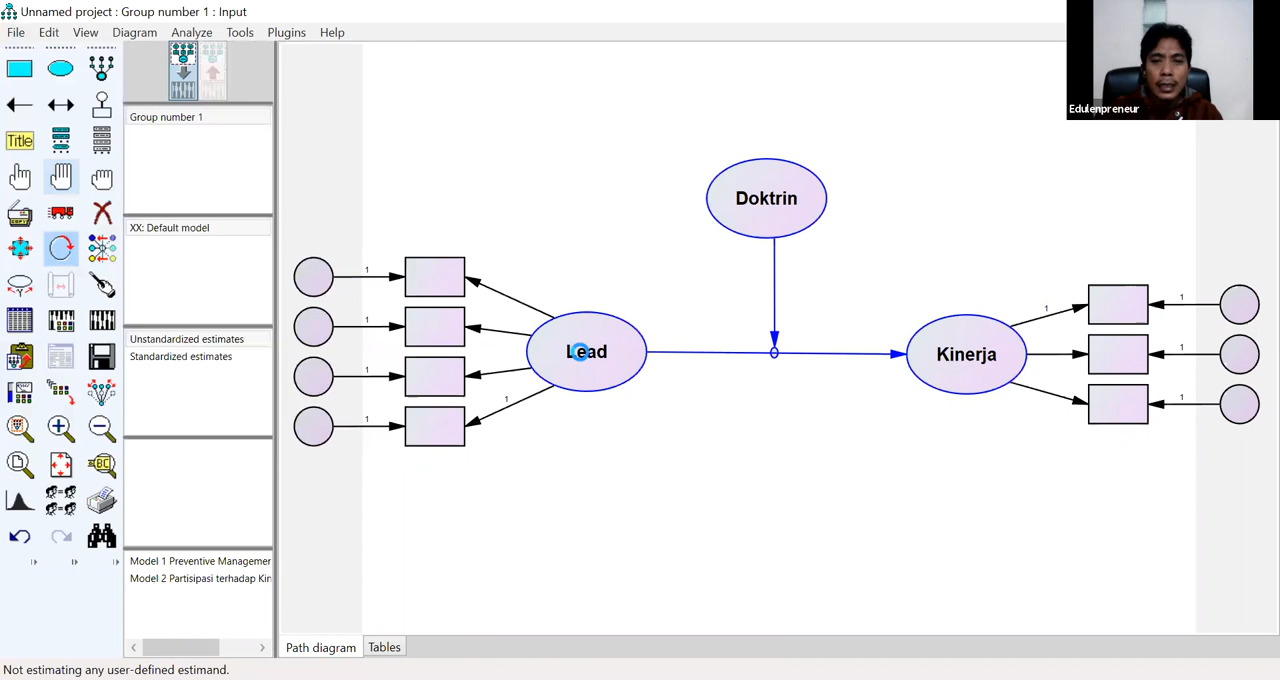 Unnamed project : Group number 1 : Input
File Edit View Diagram Analyze Tools Plugins Help
Edulenpreneur
Title
Group number 1
XX: Default model
Unstandardized estimates
Standardized estimates
Model 1 Preventive Managemer
Model 2 Partisipasi terhadap Kin
Doktrin
Lead
Kinerja
1
1
1
1
1
1
1
1
1
Path diagram Tables
Not estimating any user-defined estimand.